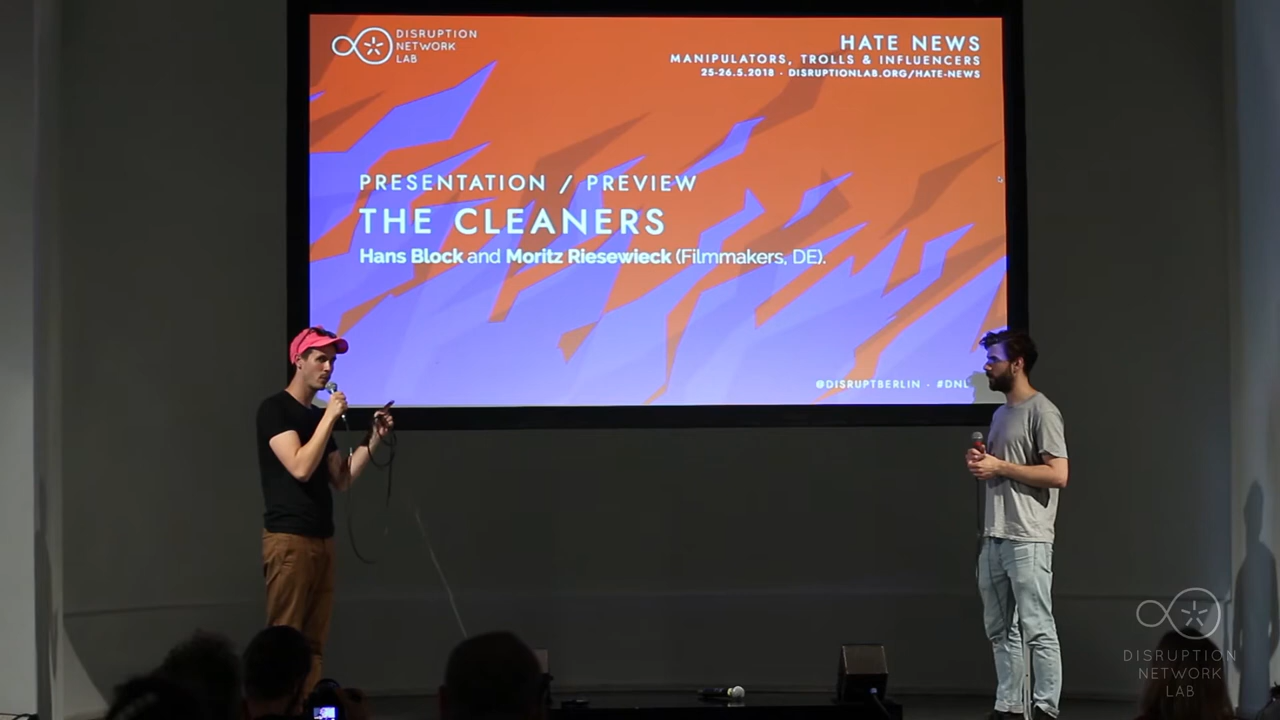 DISRUPTION
NETWORK
LAB
HATE NEWS
MANIPULATORS, TROLLS & INFLUENCERS
25-26.5.2018 · DISRUPTIONLAB.ORG/HATE-NEWS
PRESENTATION / PREVIEW
THE CLEANERS
Hans Block and Moritz Riesewieck (Filmmakers, DE).
@DISRUPTBERLIN · #DNL
DISRUPTION
NETWORK
LAB